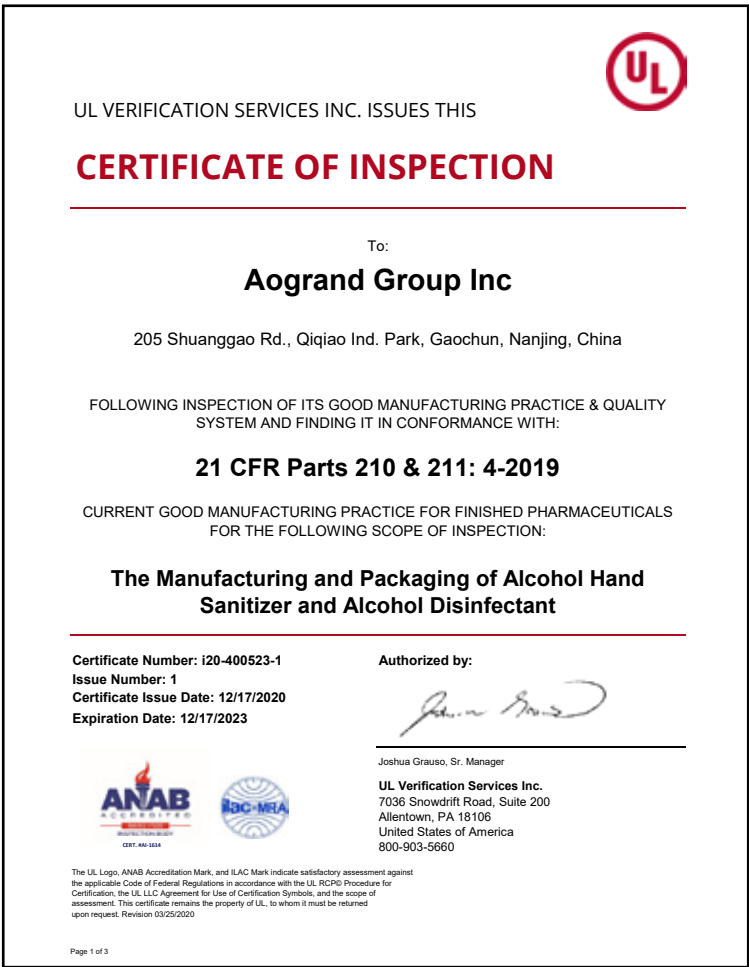 UL
UL VERIFICATION SERVICES INC. ISSUES THIS
CERTIFICATE OF INSPECTION
To:
Aogrand Group Inc
205 Shuanggao Rd., Qiqiao Ind. Park, Gaochun, Nanjing, China
FOLLOWING INSPECTION OF ITS GOOD MANUFACTURING PRACTICE & QUALITY
SYSTEM AND FINDING IT IN CONFORMANCE WITH:
21 CFR Parts 210 & 211: 4-2019
CURRENT GOOD MANUFACTURING PRACTICE FOR FINISHED PHARMACEUTICALS
FOR THE FOLLOWING SCOPE OF INSPECTION:
The Manufacturing and Packaging of Alcohol Hand
Sanitizer and Alcohol Disinfectant
Certificate Number: i20-400523-1
Issue Number: 1
Certificate Issue Date: 12/17/2020
Expiration Date: 12/17/2023
Authorized by:
Joshua Grauso, Sr. Manager
UL Verification Services Inc.
7036 Snowdrift Road, Suite 200
Allentown, PA 18106
United States of America
800-903-5660
ANAB
ACCREDITED
INSPECTION BODY
CERT. #AI-1614
ilac-MRA
The UL Logo, ANAB Accreditation Mark, and ILAC Mark indicate satisfactory assessment against
the applicable Code of Federal Regulations in accordance with the UL RCP© Procedure for
Certification, the UL LLC Agreement for Use of Certification Symbols, and the scope of
assessment. This certificate remains the property of UL, to whom it must be returned
upon request. Revision 03/25/2020
Page 1 of 3